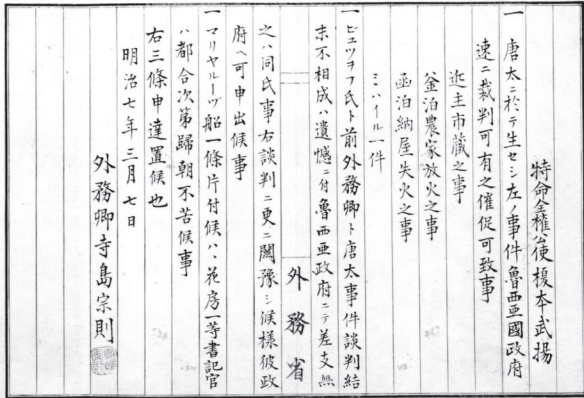 特命全權公使榎本武揚
一 唐太ニ於テ生セシ左ノ事件魯西亜國政府
速ニ裁判可有之催促可致事
近主市蔵之事
釜泊農家放火之事
函泊納屋失火之事
ミハイル一件
一 ビュツヲフ氏ト前外務卿ト唐太事件談判結
末不相成ハ遺憾ニ付魯西亜政府ニテ差支無
之ハ同氏事右談判ニ更ニ關豫シ候様彼政
府ヘ可申出候事
一 マリヤルーヅ船一條片付候ハヽ花房一等書記官
ハ都合次第歸朝不苦候事
右三條申達置候也
明治七年三月七日
外務卿寺島宗則
外務省